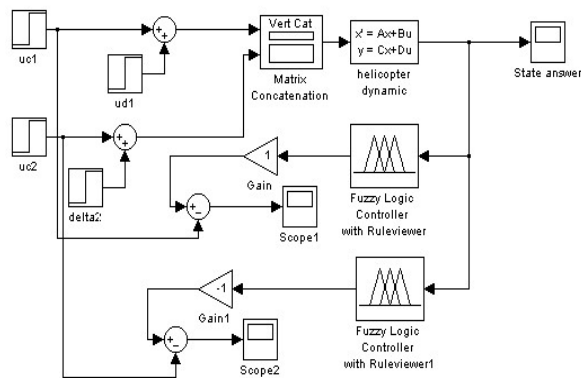 Vert Cat
x' = Ax+Bu
y = Cx+Du
uc1
ud1
Matrix
Concatenation
helicopter
dynamic
State answer
uc2
delta2
1
Gain
Fuzzy Logic
Controller
with Ruleviewer
Scope1
-1
Gain1
Fuzzy Logic
Controller
with Ruleviewer1
Scope2